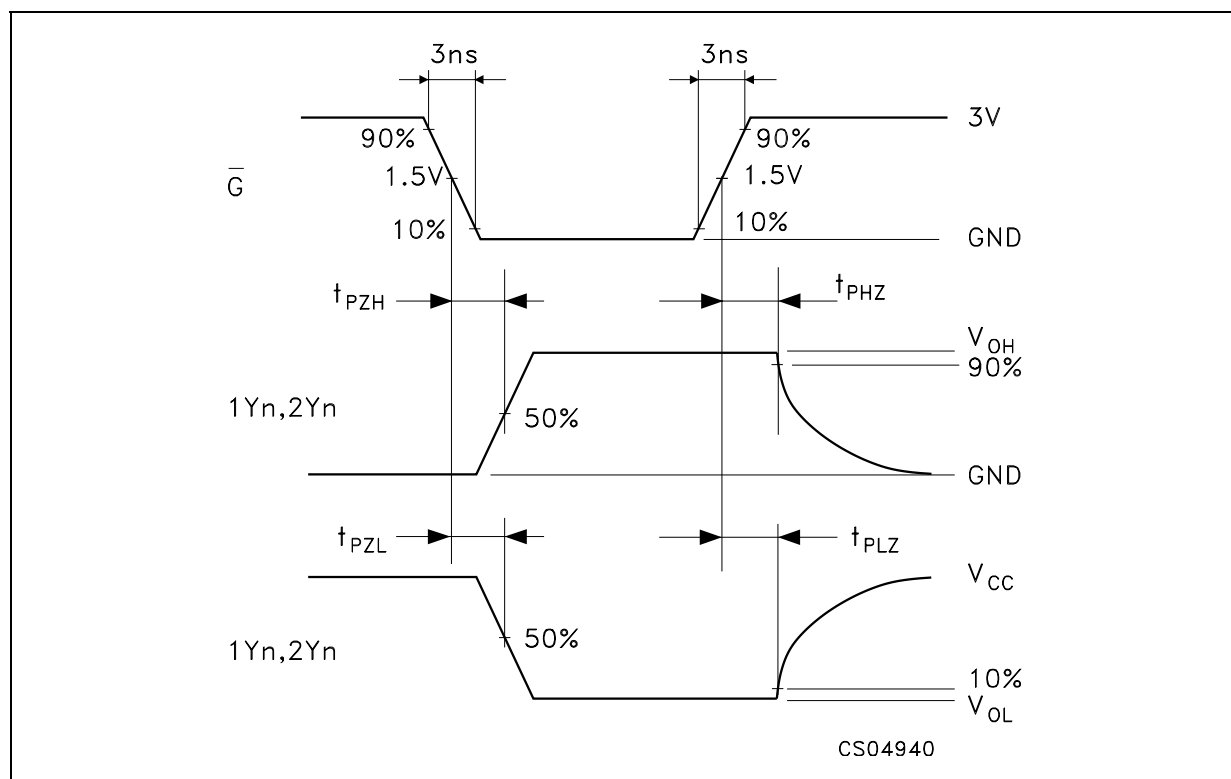 3ns 3ns
3V
90% 90%
G̅ 1.5V 1.5V
10% 10%
GND
tPZH tPHZ
VOH
90%
1Yn,2Yn 50%
GND
tPZL tPLZ
VCC
1Yn,2Yn 50%
10%
VOL
CS04940